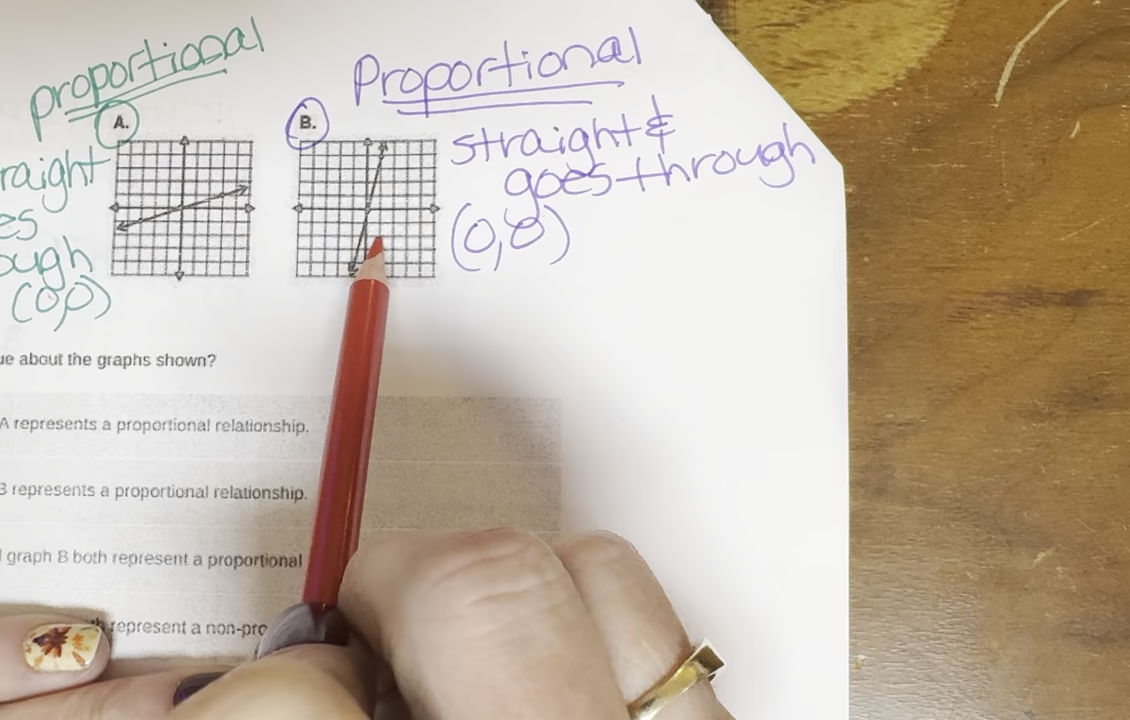 proportional
A.
raight
es
ough
(0,0)
Proportional
B.
straight &
goes through
(0,0)
ue about the graphs shown?
A represents a proportional relationship.
B represents a proportional relationship.
graph B both represent a proportional
represent a non-pro